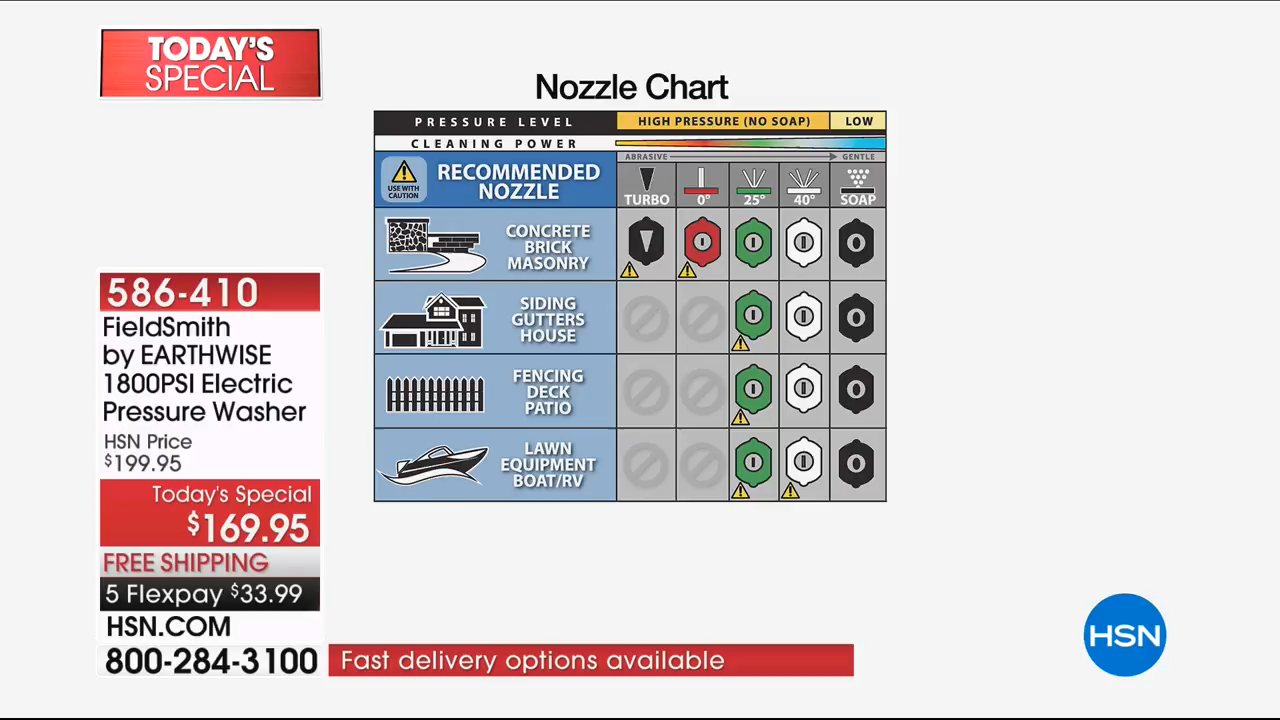 TODAY'S
SPECIAL
Nozzle Chart
PRESSURE LEVEL
HIGH PRESSURE (NO SOAP)
LOW
CLEANING POWER
USE WITH
CAUTION
RECOMMENDED
NOZZLE
ABRASIVE
GENTLE
TURBO
0°
25°
40°
SOAP
CONCRETE
BRICK
MASONRY
SIDING
GUTTERS
HOUSE
FENCING
DECK
PATIO
LAWN
EQUIPMENT
BOAT/RV
586-410
FieldSmith
by EARTHWISE
1800PSI Electric
Pressure Washer
HSN Price
$199.95
Today's Special
$169.95
FREE SHIPPING
5 Flexpay $33.99
HSN.COM
800-284-3100
Fast delivery options available
HSN